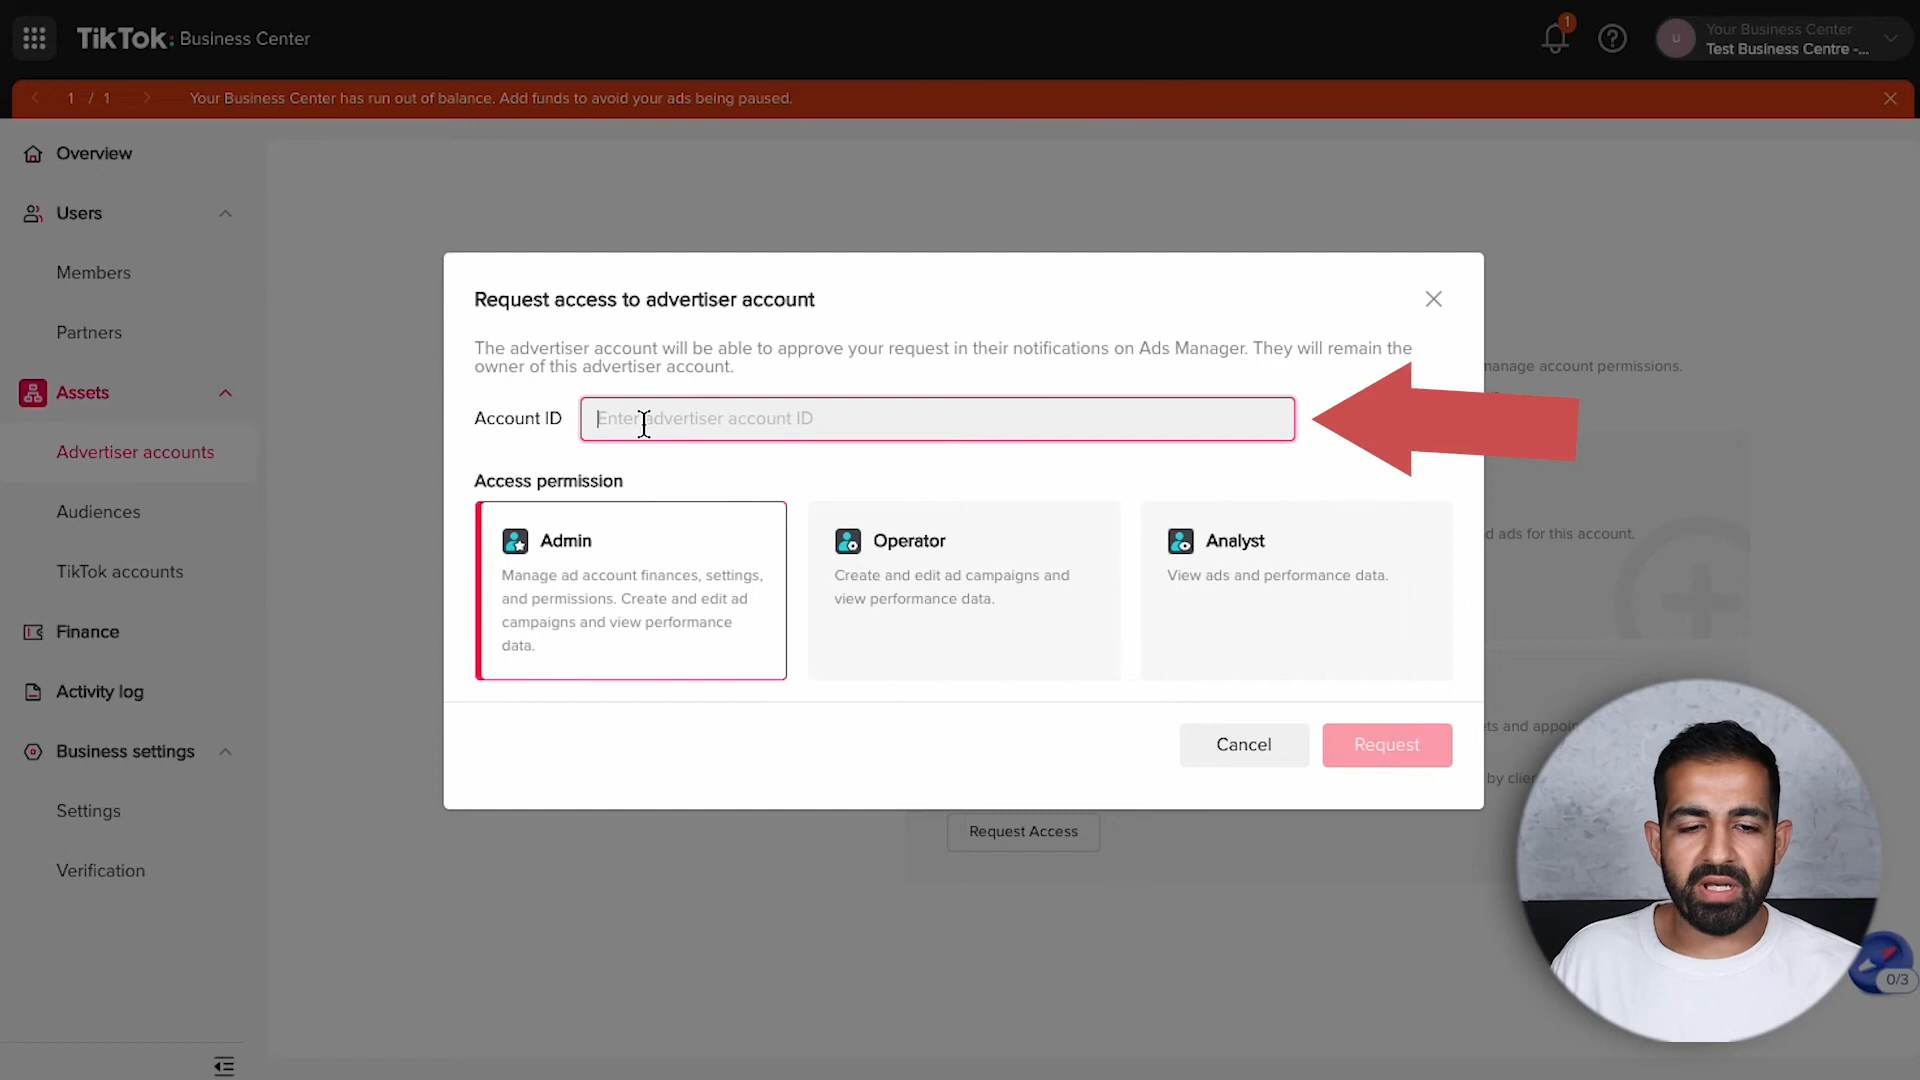 TikTok: Business Center
1
u
Your Business Center
Test Business Centre -...
1 / 1
Your Business Center has run out of balance. Add funds to avoid your ads being paused.
Overview
Users
Members
Partners
Assets
Advertiser accounts
Audiences
TikTok accounts
Finance
Activity log
Business settings
Settings
Verification
Request access to advertiser account
The advertiser account will be able to approve your request in their notifications on Ads Manager. They will remain the
owner of this advertiser account.
Account ID
Enter advertiser account ID
Access permission
Admin
Manage ad account finances, settings,
and permissions. Create and edit ad
campaigns and view performance
data.
Operator
Create and edit ad campaigns and
view performance data.
Analyst
View ads and performance data.
Cancel
Request
manage account permissions.
d ads for this account.
ts and appoin
by clie
Request Access
0/3